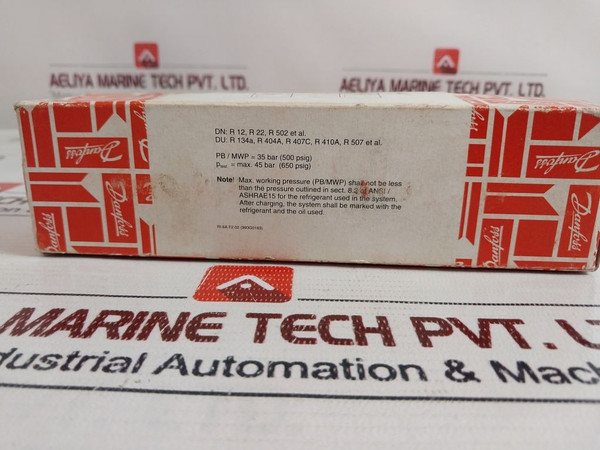 AELIYA MARINE TECH PVT. LTD.
AELIYA MARINE TECH PVT. LTD.
Danfoss
Danfoss
Danfoss
Danfoss
DN: R 12, R 22, R 502 et al.
DU: R 134a, R 404A, R 407C, R 410A, R 507 et al.
PB / MWP = 35 bar (500 psig)
= max. 45 bar (650 psig)
Note! Max. working pressure (PB/MWP) shall not be less
than the pressure outlined in sect. 8.2 of ANSI /
ASHRAE15 for the refrigerant used in the system.
After charging, the system shall be marked with the
refrigerant and the oil used.
MARINE TECH PVT. L
dustrial Automation & Mach